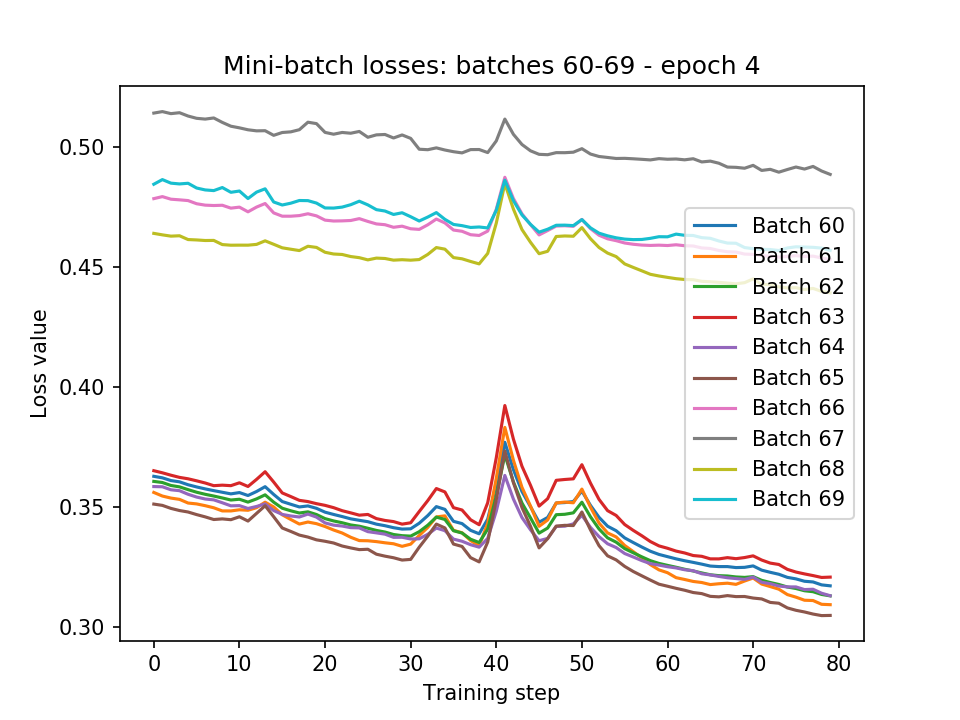 Mini-batch losses: batches 60-69 - epoch 4
Loss value
0.50
0.45
0.40
0.35
0.30
Batch 60
Batch 61
Batch 62
Batch 63
Batch 64
Batch 65
Batch 66
Batch 67
Batch 68
Batch 69
0 10 20 30 40 50 60 70 80
Training step